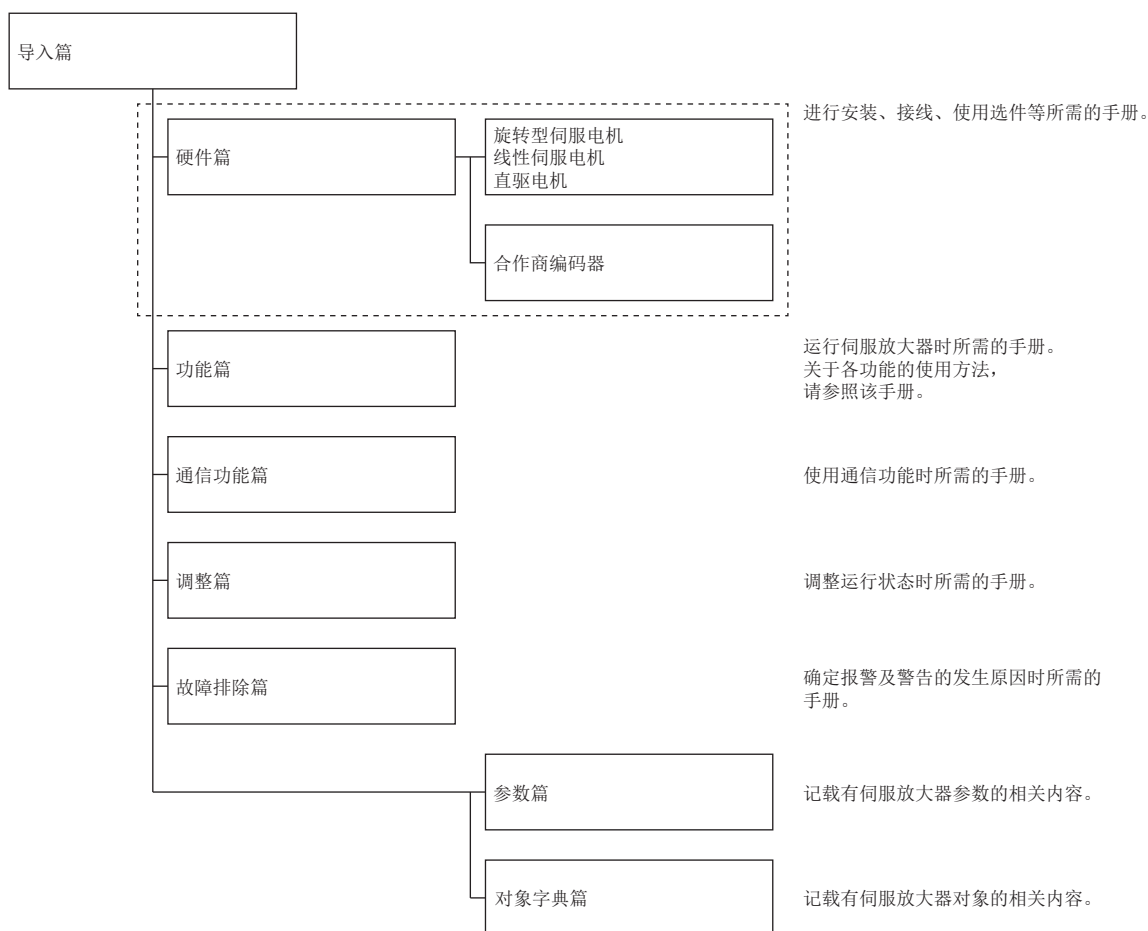 导入篇
进行安装、接线、使用选件等所需的手册。
硬件篇
旋转型伺服电机
线性伺服电机
直驱电机
合作商编码器
功能篇
运行伺服放大器时所需的手册。
关于各功能的使用方法，
请参照该手册。
通信功能篇
使用通信功能时所需的手册。
调整篇
调整运行状态时所需的手册。
故障排除篇
确定报警及警告的发生原因时所需的
手册。
参数篇
记载有伺服放大器参数的相关内容。
对象字典篇
记载有伺服放大器对象的相关内容。